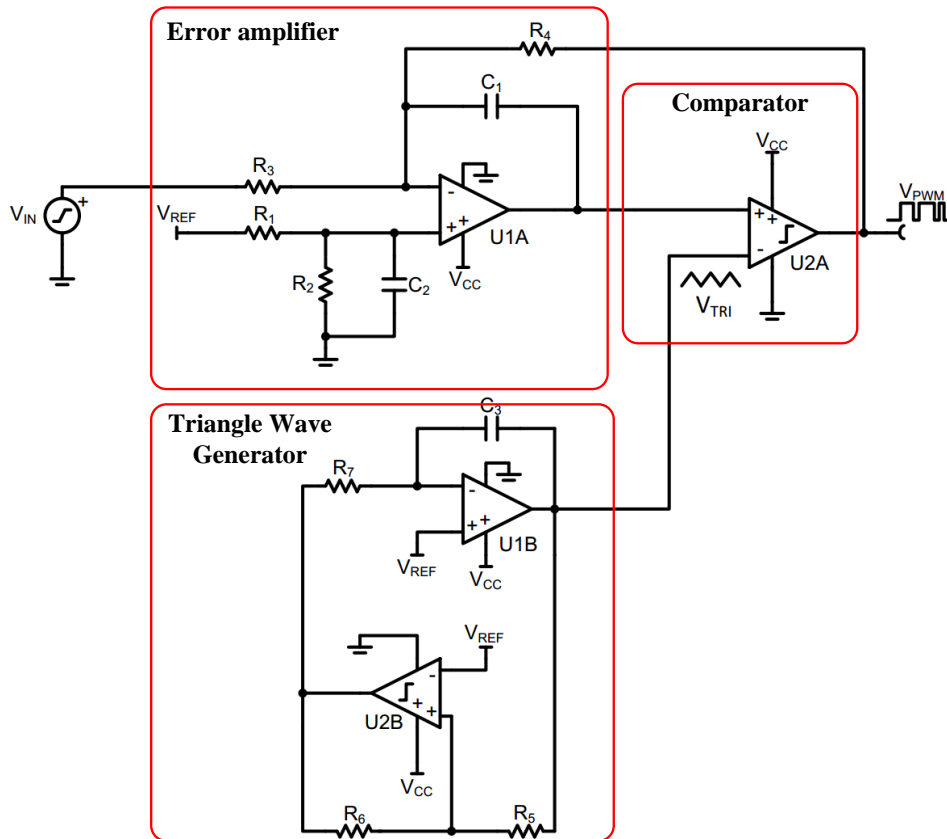 Error amplifier
R4
C1
Comparator
VCC
R3
VIN
+
-
VREF
R1
+
+
U1A
VCC
R2
C2
+
+
-
U2A
VPWM
VTRI
Triangle Wave
Generator
C3
R7
-
+
+
U1B
VREF
VCC
VREF
-
+
+
U2B
VCC
R6
R5